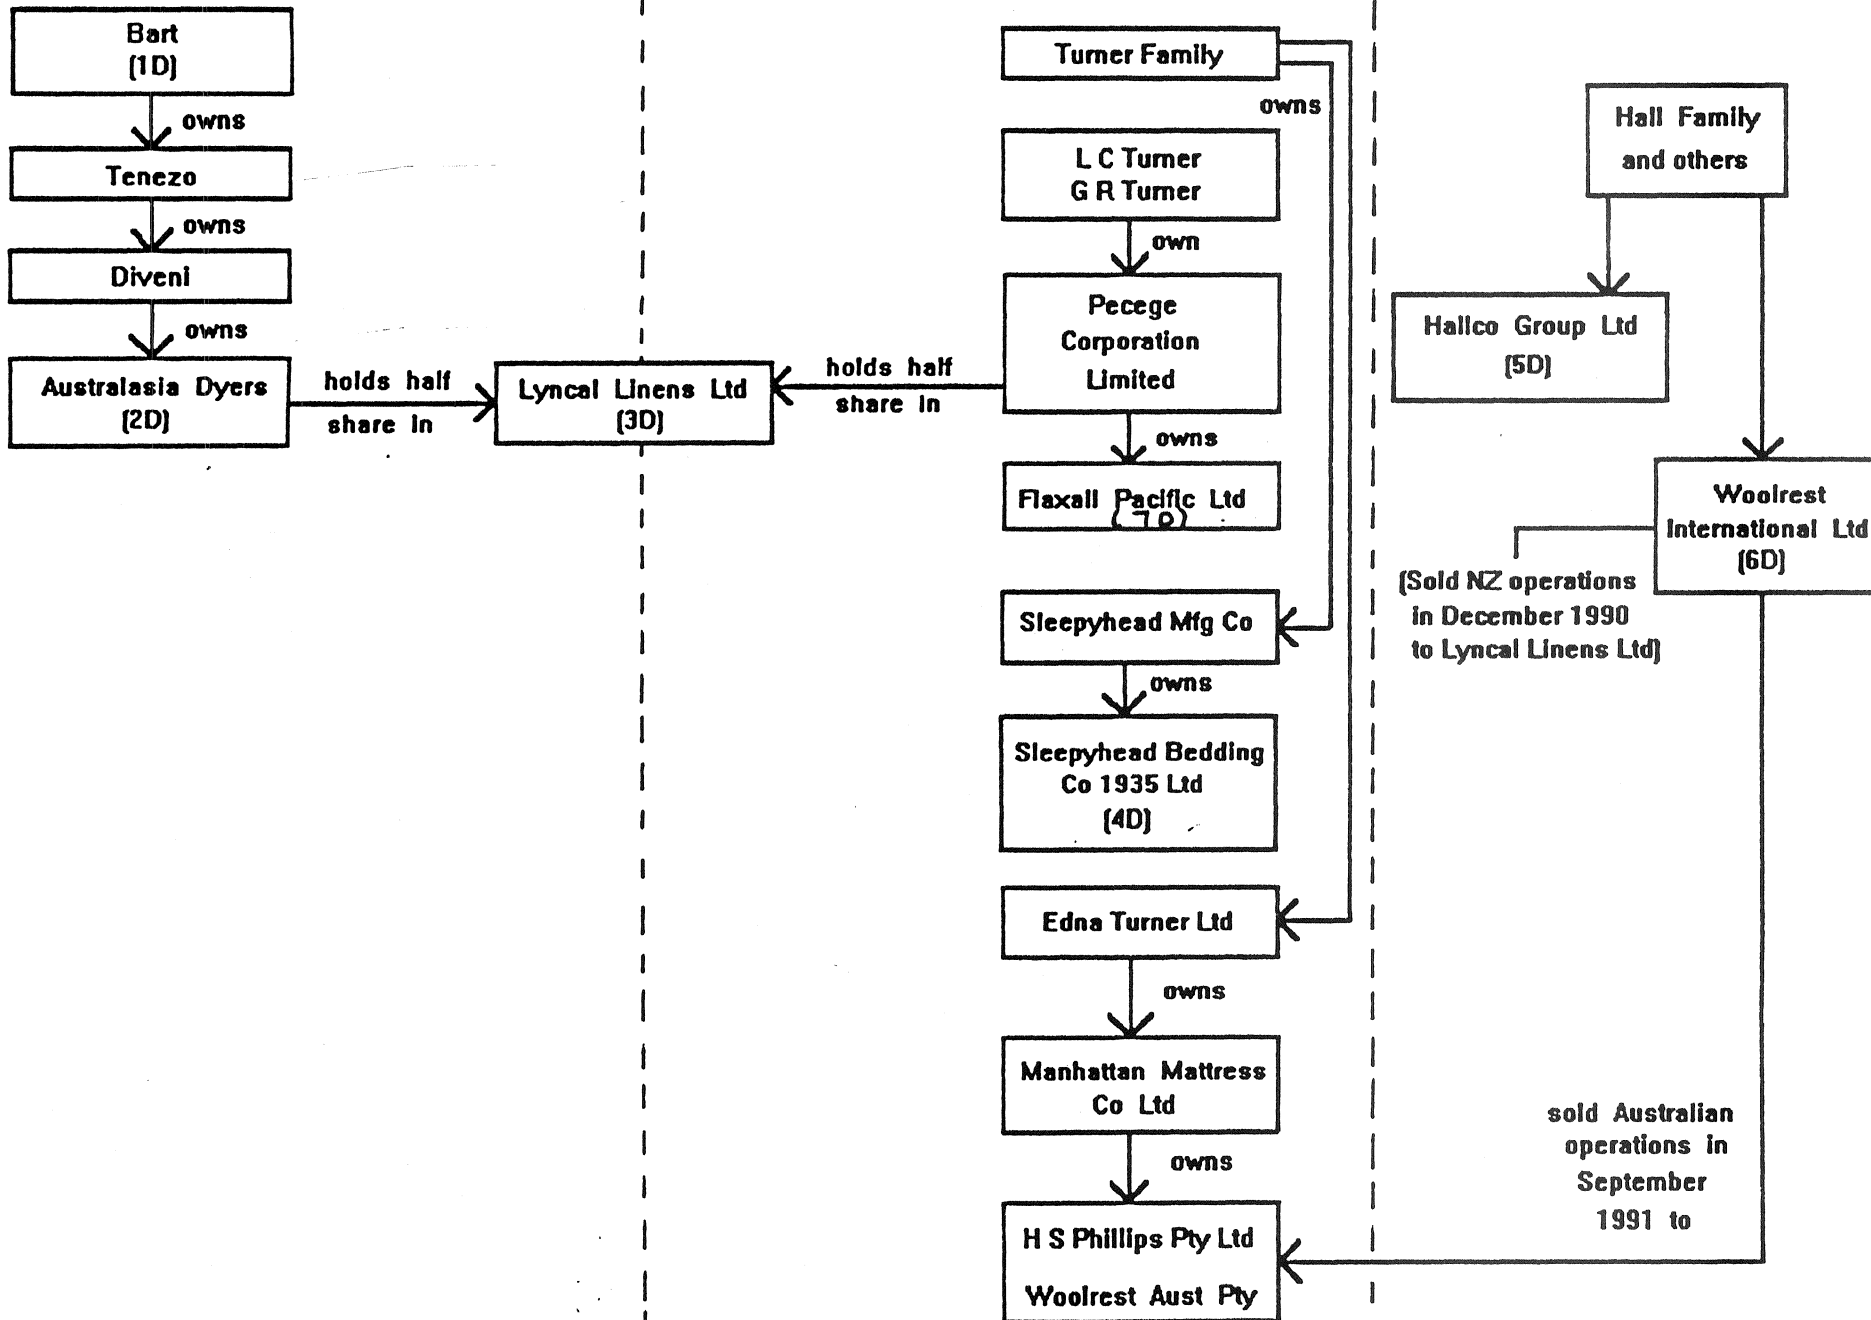 Bart
(1D)
owns
Tenezo
owns
Diveni
owns
Australasia Dyers
(2D)
holds half
share in
Lyncal Linens Ltd
(3D)
holds half
share in
Turner Family
owns
L C Turner
G R Turner
own
Pecege
Corporation
Limited
owns
Flaxall Pacific Ltd
(7D)
Sleepyhead Mfg Co
owns
Sleepyhead Bedding
Co 1935 Ltd
(4D)
Edna Turner Ltd
owns
Manhattan Mattress
Co Ltd
owns
H S Phillips Pty Ltd
Woolrest Aust Pty
Hall Family
and others
Hallco Group Ltd
(5D)
Woolrest
International Ltd
(6D)
(Sold NZ operations
in December 1990
to Lyncal Linens Ltd)
sold Australian
operations in
September
1991 to